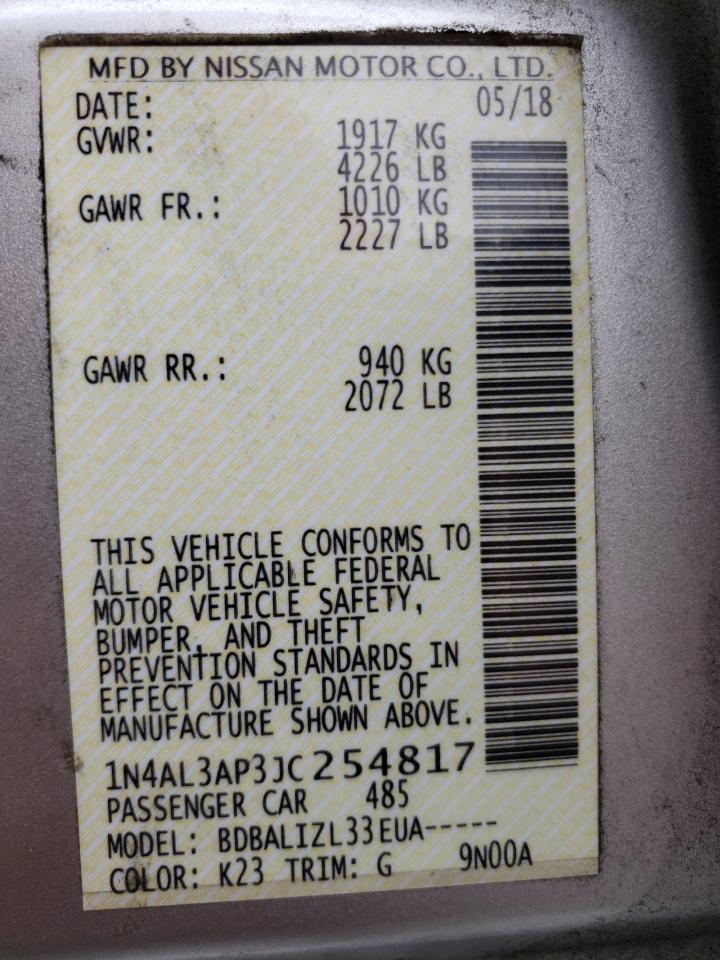 MFD BY NISSAN MOTOR CO., LTD.
DATE: 05/18
GVWR: 1917 KG
4226 LB
GAWR FR.: 1010 KG
2227 LB
GAWR RR.: 940 KG
2072 LB
THIS VEHICLE CONFORMS TO
ALL APPLICABLE FEDERAL
MOTOR VEHICLE SAFETY,
BUMPER, AND THEFT
PREVENTION STANDARDS IN
EFFECT ON THE DATE OF
MANUFACTURE SHOWN ABOVE.
1N4AL3AP3JC254817
PASSENGER CAR 485
MODEL: BDBALIZL33EUA-----
COLOR: K23 TRIM: G 9N00A